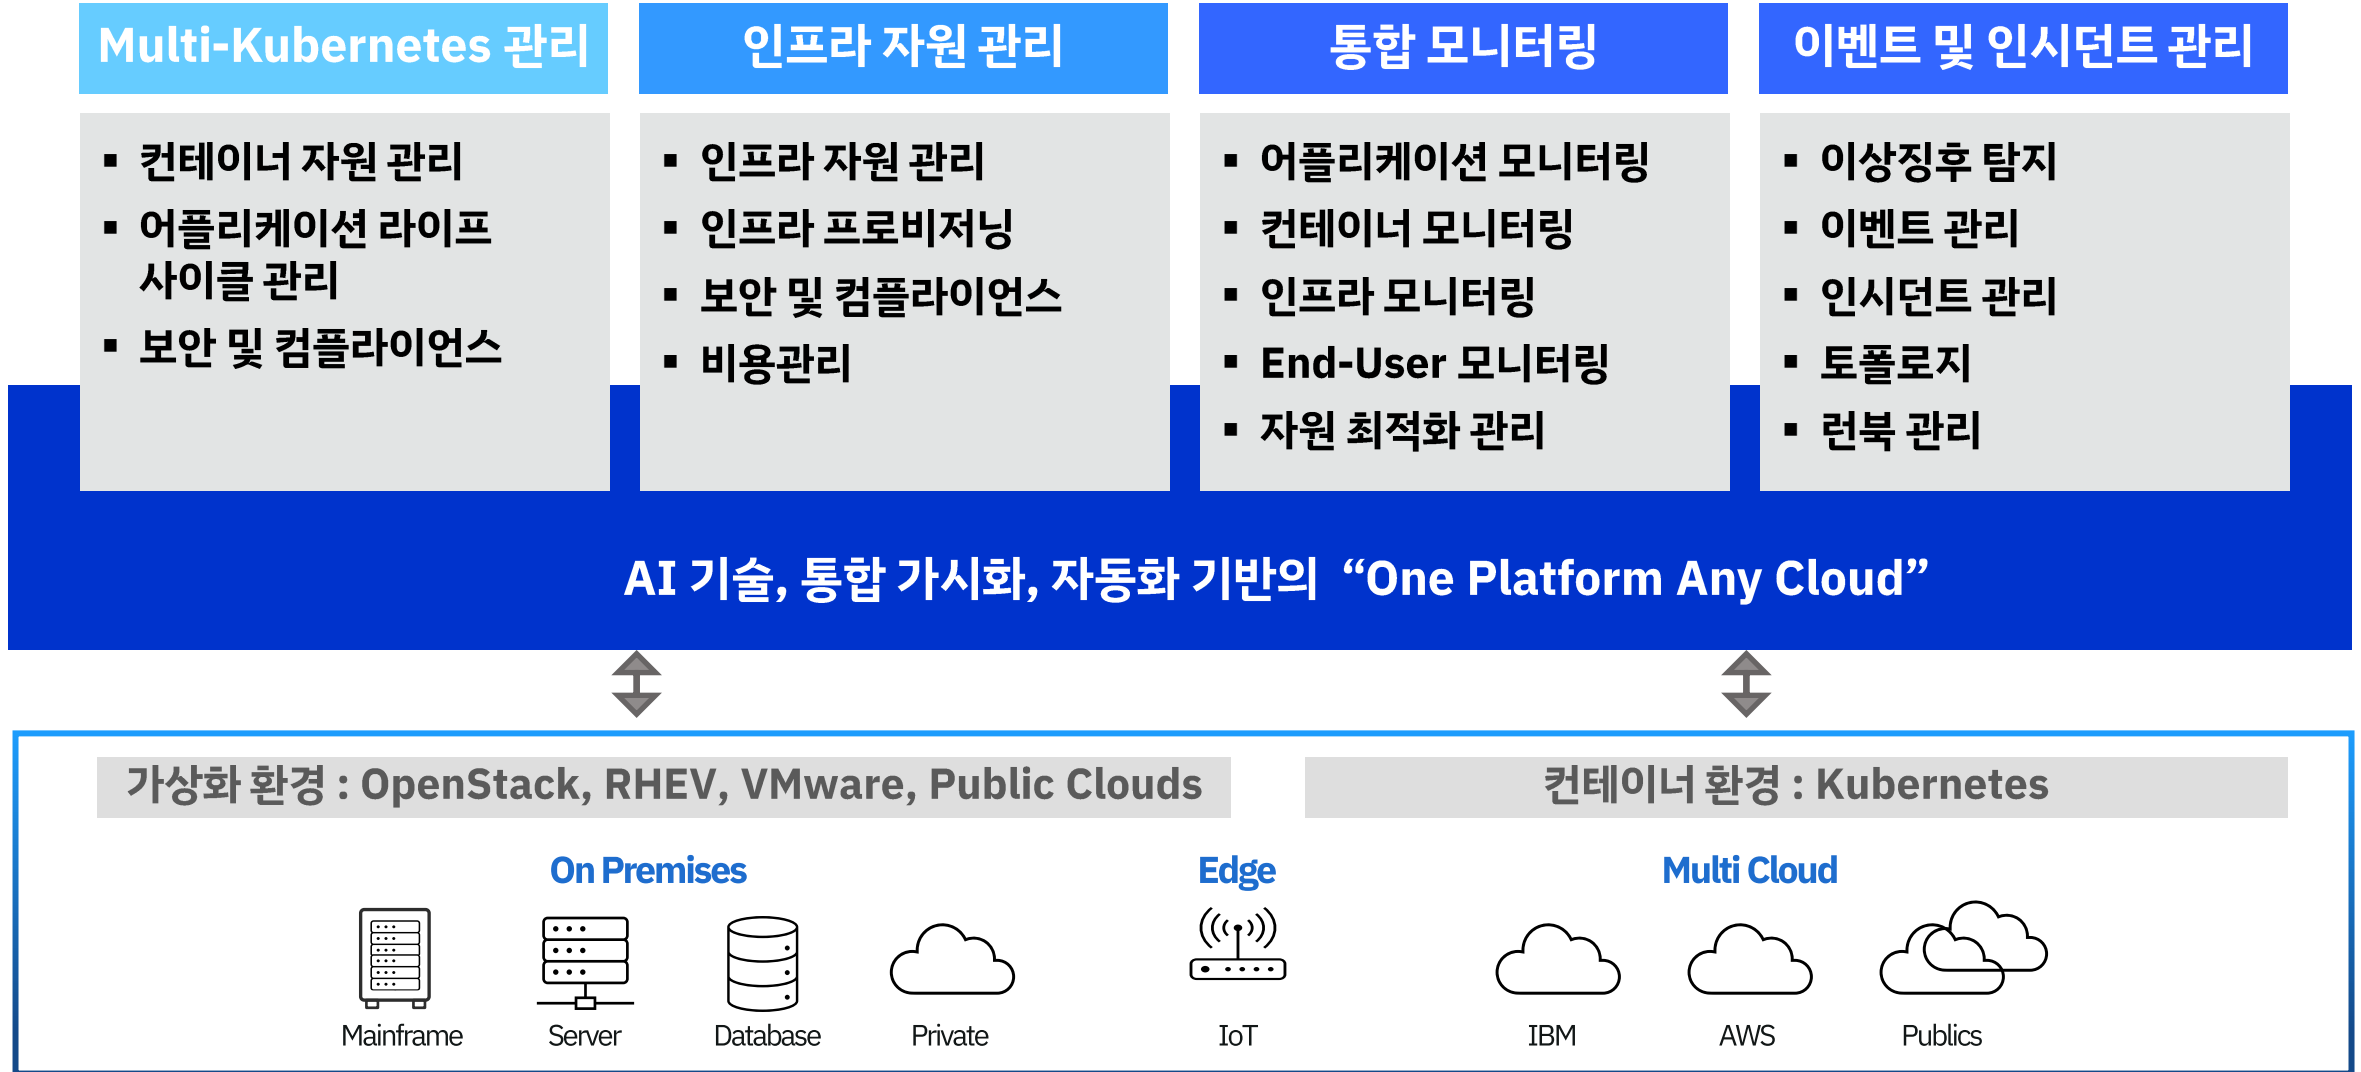 Multi-Kubernetes 관리
인프라 자원 관리
통합 모니터링
이벤트 및 인시던트 관리
▪ 컨테이너 자원 관리
▪ 어플리케이션 라이프
사이클 관리
▪ 보안 및 컴플라이언스
▪ 인프라 자원 관리
▪ 인프라 프로비저닝
▪ 보안 및 컴플라이언스
▪ 비용관리
▪ 어플리케이션 모니터링
▪ 컨테이너 모니터링
▪ 인프라 모니터링
▪ End-User 모니터링
▪ 자원 최적화 관리
▪ 이상징후 탐지
▪ 이벤트 관리
▪ 인시던트 관리
▪ 토폴로지
▪ 런북 관리
AI 기술, 통합 가시화, 자동화 기반의 “One Platform Any Cloud”
가상화 환경 : OpenStack, RHEV, VMware, Public Clouds
컨테이너 환경 : Kubernetes
On Premises
Edge
Multi Cloud
Mainframe
Server
Database
Private
IoT
IBM
AWS
Publics